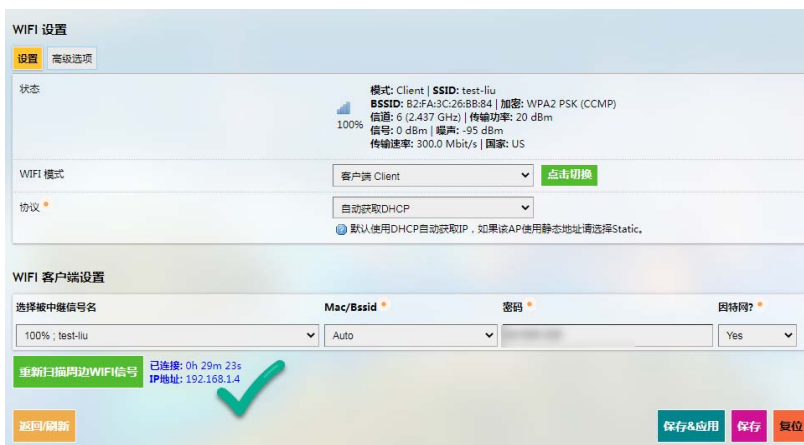 WIFI 设置
设置 高级选项
状态
模式: Client | SSID: test-liu
BSSID: B2:FA:3C:26:BB:84 | 加密: WPA2 PSK (CCMP)
信道: 6 (2.437 GHz) | 传输功率: 20 dBm
100%
信号: 0 dBm | 噪声: -95 dBm
传输速率: 300.0 Mbit/s | 国家: US
WIFI 模式 客户端 Client 点击切换
协议 自动获取DHCP
默认使用DHCP自动获取IP，如果该AP使用静态地址请选择Static。
WIFI 客户端设置
选择被中继信号名 Mac/Bssid 密码 因特网?
100% ; test-liu Auto Yes
重新扫描周边WIFI信号
已连接: 0h 29m 23s
IP地址: 192.168.1.4
返回/刷新 保存&应用 保存 复位